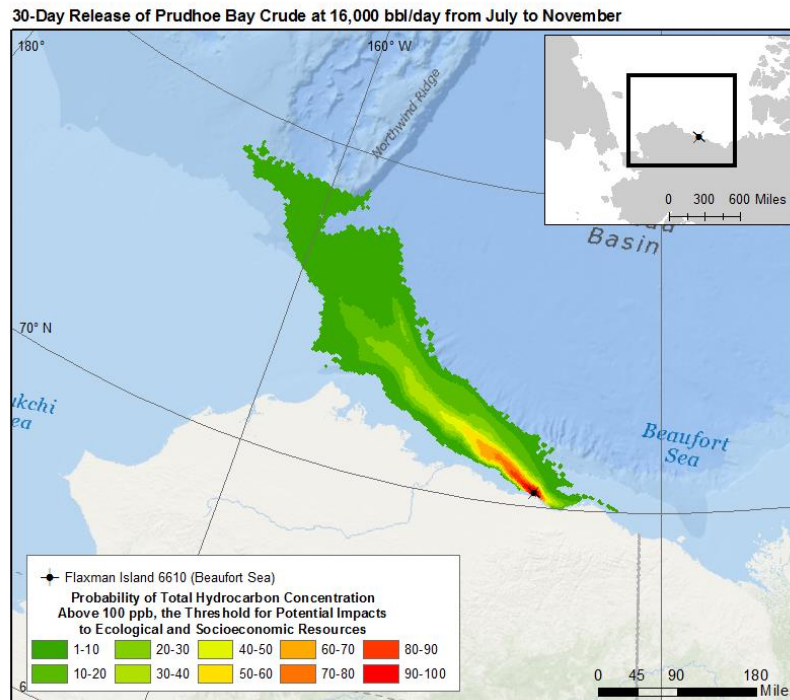 30-Day Release of Prudhoe Bay Crude at 16,000 bbl/day from July to November
180°
160° W
Northwind Ridge
0 300 600 Miles
Basin
70° N
ukchi
ea
Beaufort
Sea
Flaxman Island 6610 (Beaufort Sea)
Probability of Total Hydrocarbon Concentration
Above 100 ppb, the Threshold for Potential Impacts
to Ecological and Socioeconomic Resources
1-10 20-30 40-50 60-70 80-90
10-20 30-40 50-60 70-80 90-100
6
0 45 90 180
Miles